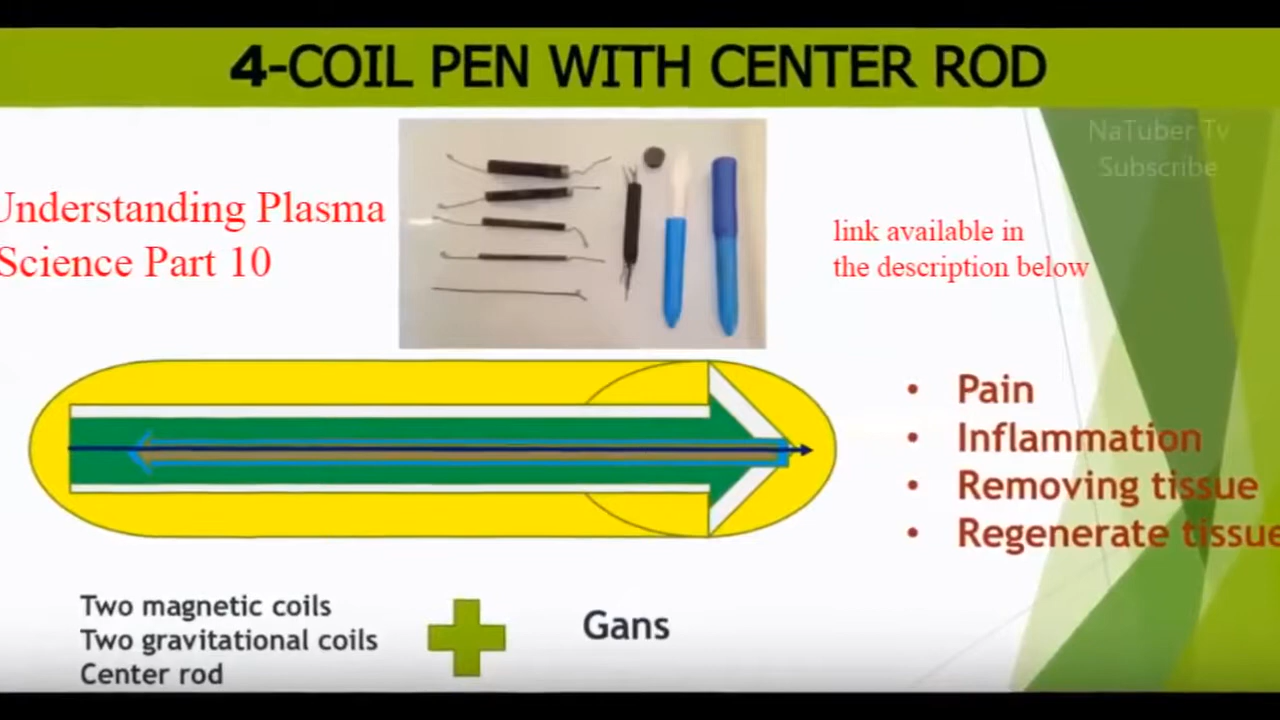 4-COIL PEN WITH CENTER ROD
NaTuber Tv
Subscribe
Understanding Plasma
Science Part 10
link available in
the description below
• Pain
• Inflammation
• Removing tissue
• Regenerate tissue
Two magnetic coils
Two gravitational coils
Center rod
Gans